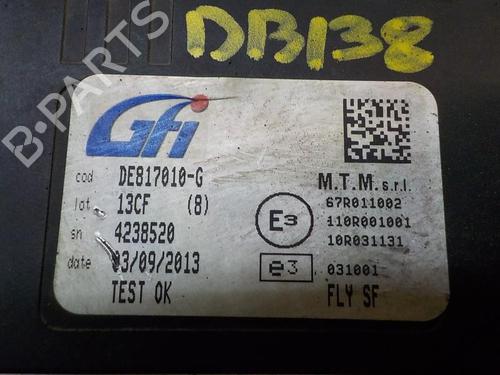 DB138
B-PARTS
Gfi
cod DE817010-G
lot 13CF (8)
sn 4238520
date 03/09/2013
TEST OK
M.T.M. s.r.l.
67R011002
110R001001
10R031131
E3
e3 031001
FLY SF